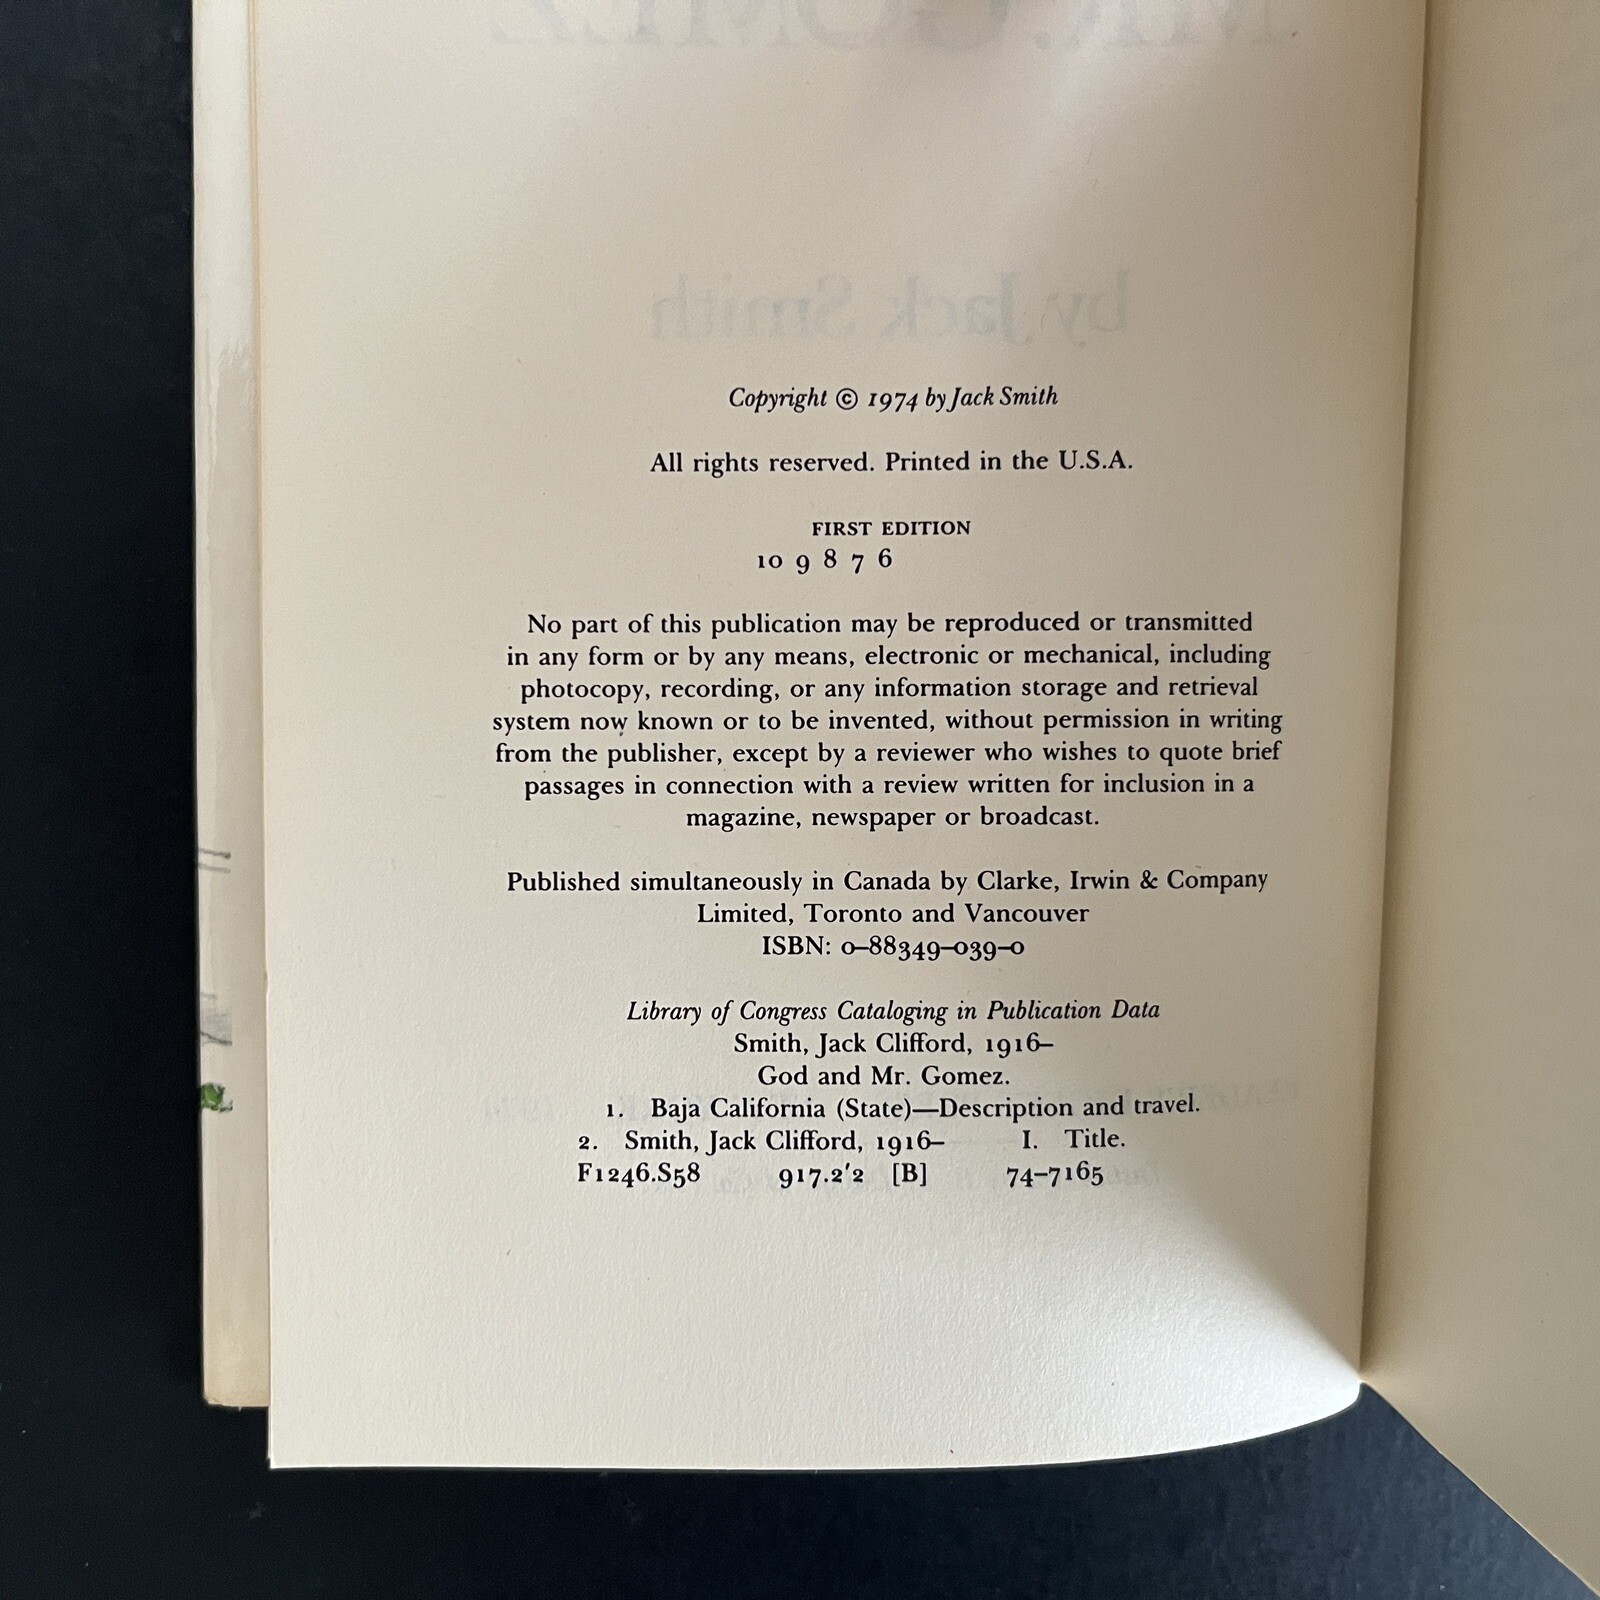 Copyright © 1974 by Jack Smith
All rights reserved. Printed in the U.S.A.
FIRST EDITION
10 9 8 7 6
No part of this publication may be reproduced or transmitted
in any form or by any means, electronic or mechanical, including
photocopy, recording, or any information storage and retrieval
system now known or to be invented, without permission in writing
from the publisher, except by a reviewer who wishes to quote brief
passages in connection with a review written for inclusion in a
magazine, newspaper or broadcast.
Published simultaneously in Canada by Clarke, Irwin & Company
Limited, Toronto and Vancouver
ISBN: 0–88349–039–0
Library of Congress Cataloging in Publication Data
Smith, Jack Clifford, 1916–
God and Mr. Gomez.
1. Baja California (State)—Description and travel.
2. Smith, Jack Clifford, 1916– I. Title.
F1246.S58 917.2'2 [B] 74–7165